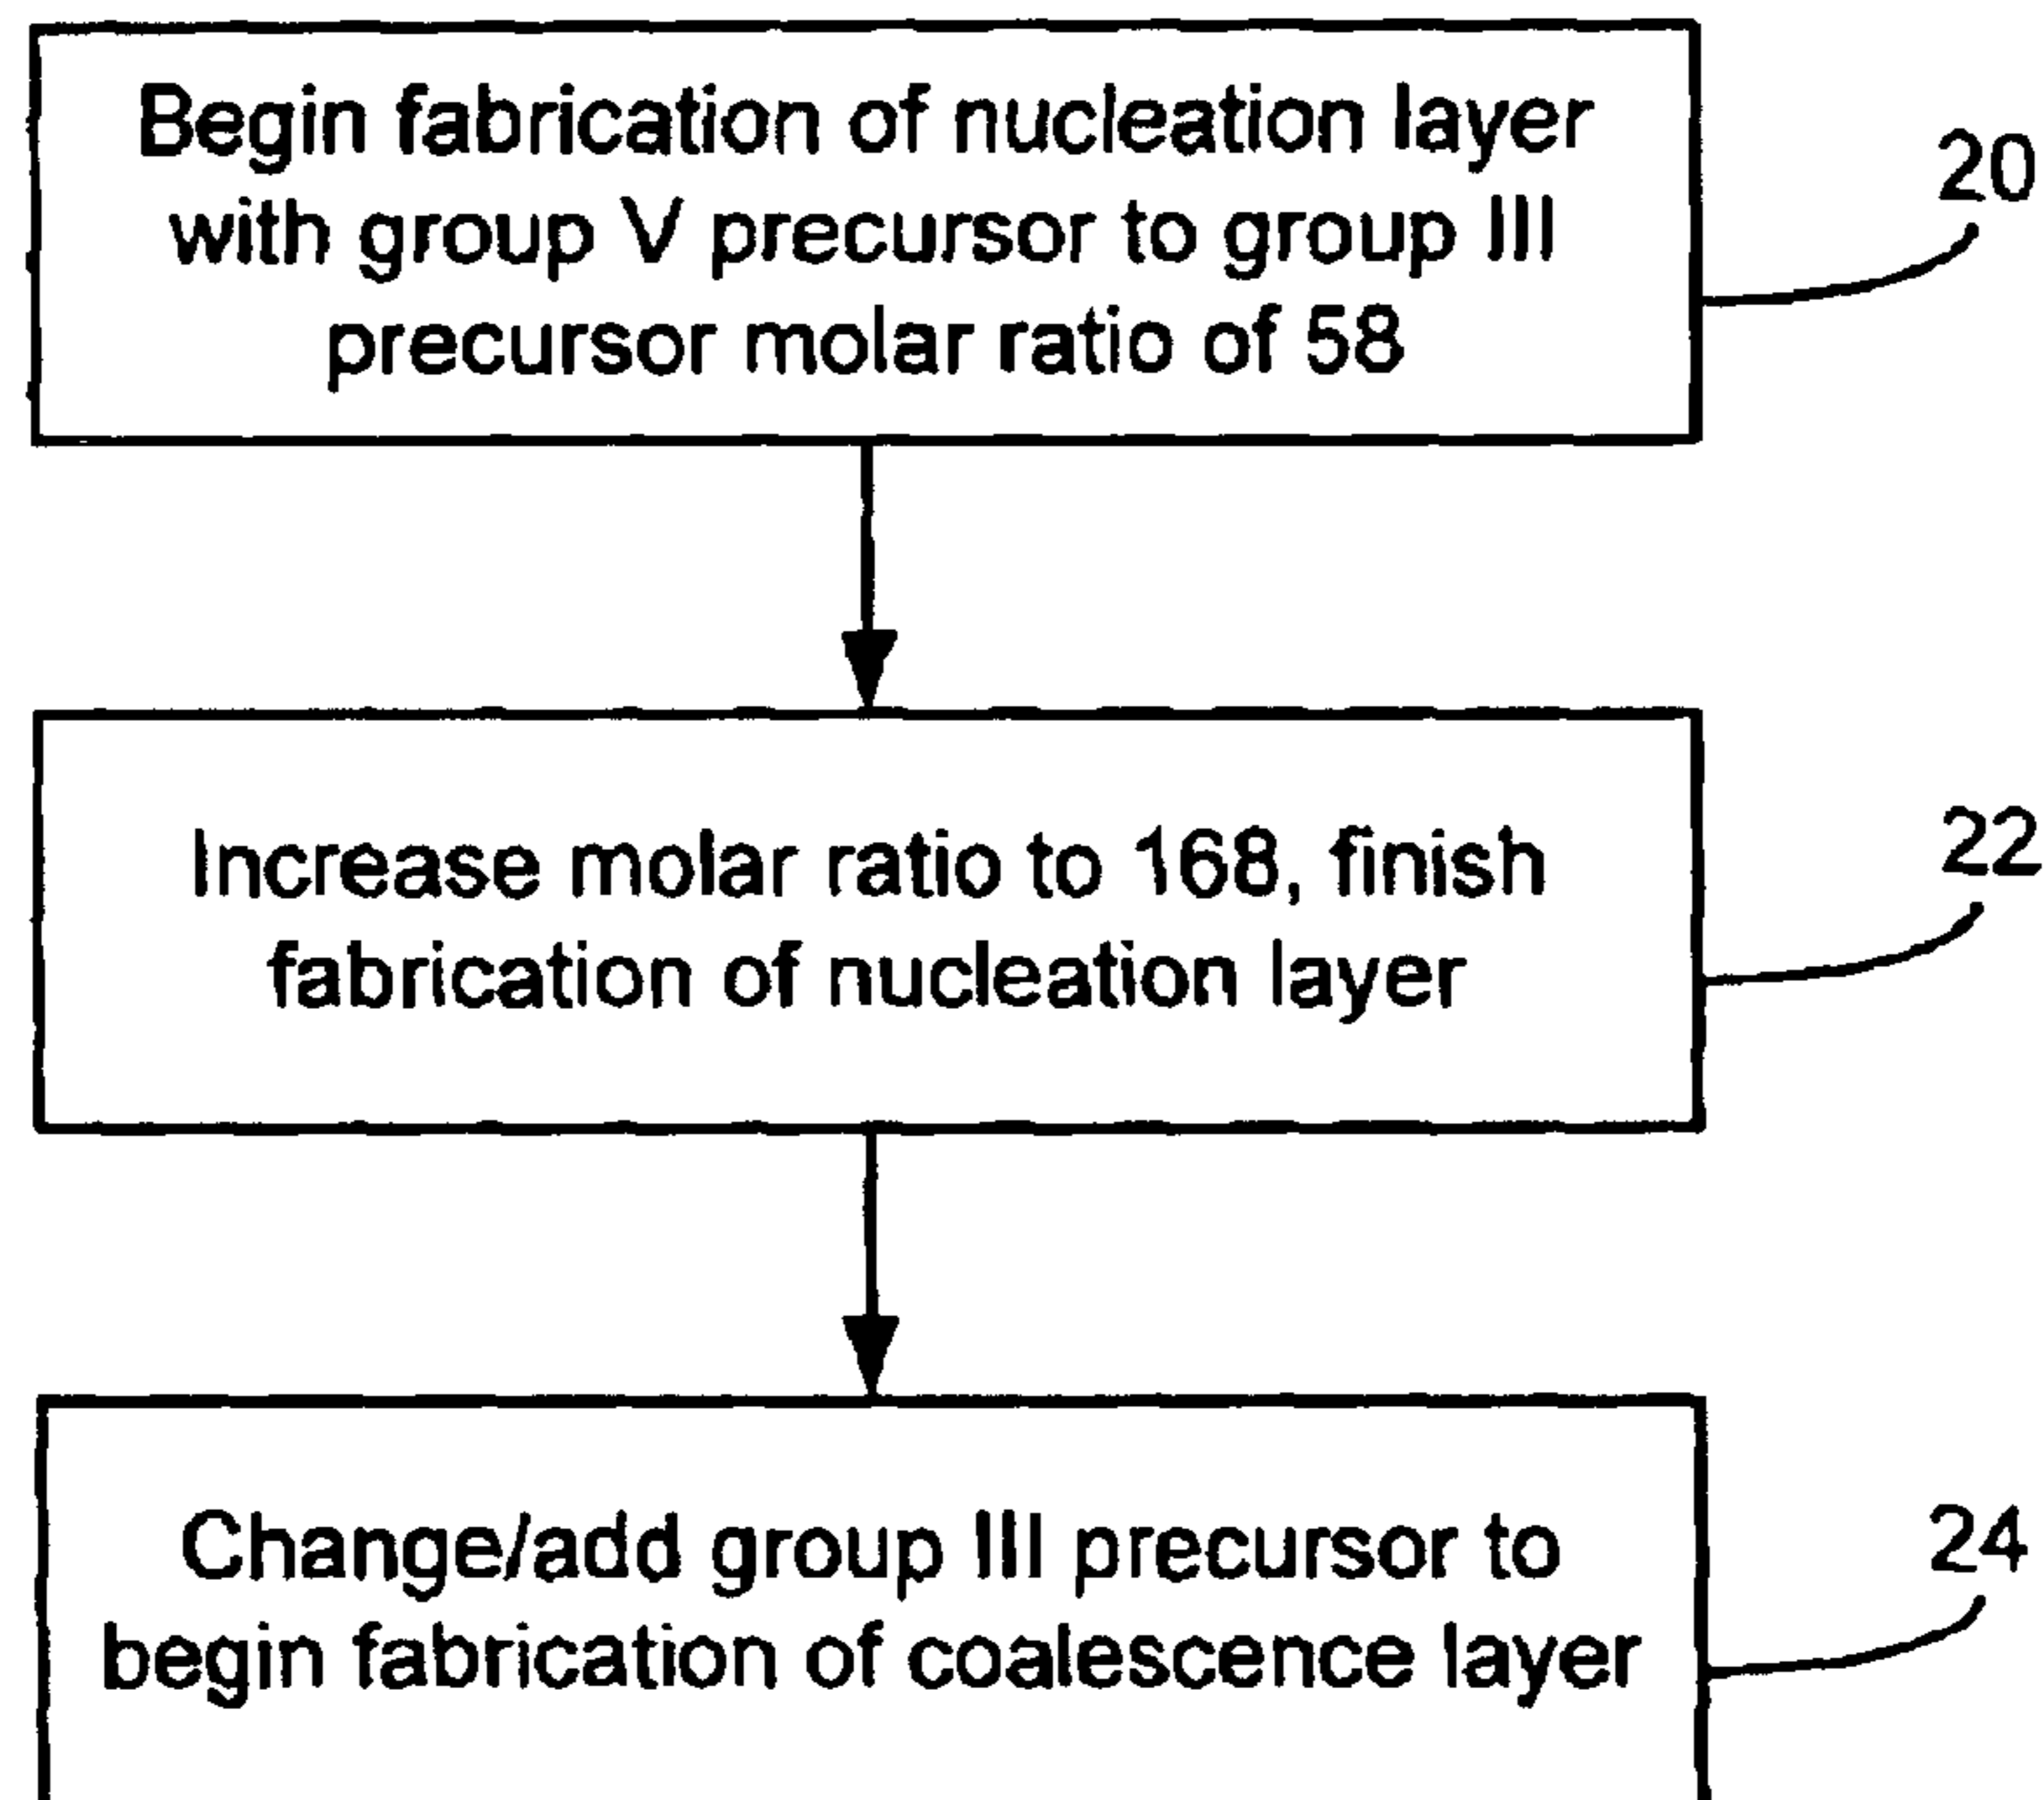 Begin fabrication of nucleation layer
with group V precursor to group III
precursor molar ratio of 58
20
Increase molar ratio to 168, finish
fabrication of nucleation layer
22
Change/add group III precursor to
begin fabrication of coalescence layer
24